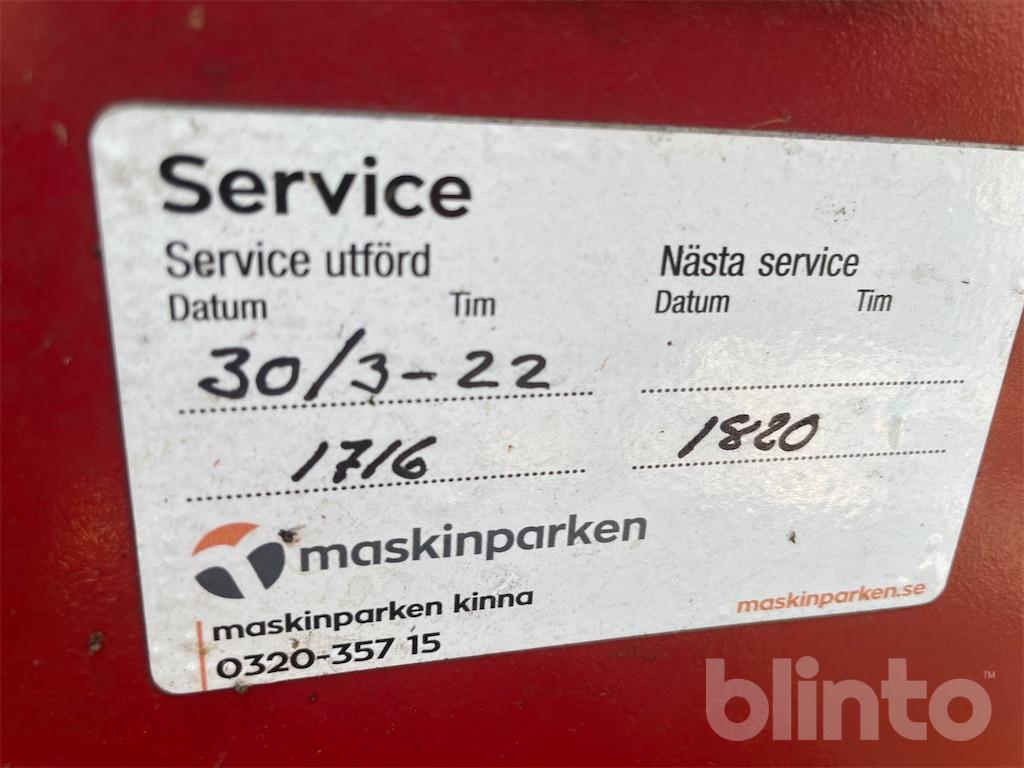 Service
Service utförd Nästa service
Datum Tim Datum Tim
30/3-22
1716 1820
maskinparken
maskinparken kinna maskinparken.se
0320-357 15
blinto™